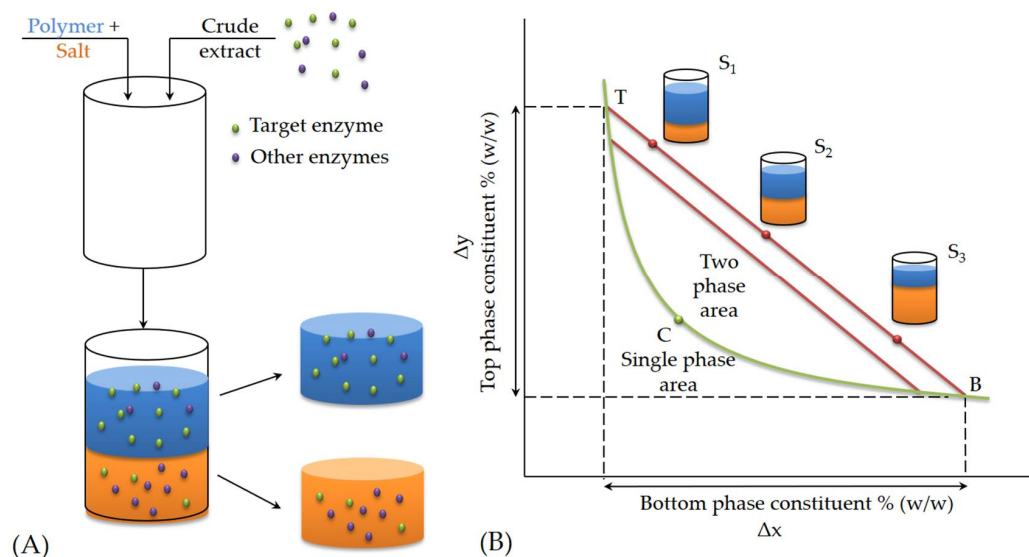 Polymer +
Salt
Crude
extract
Target enzyme
Other enzymes
(A)
Top phase constituent % (w/w)
Δy
T
S1
S2
S3
Two
phase
area
C
Single phase
area
B
Bottom phase constituent % (w/w)
Δx
(B)